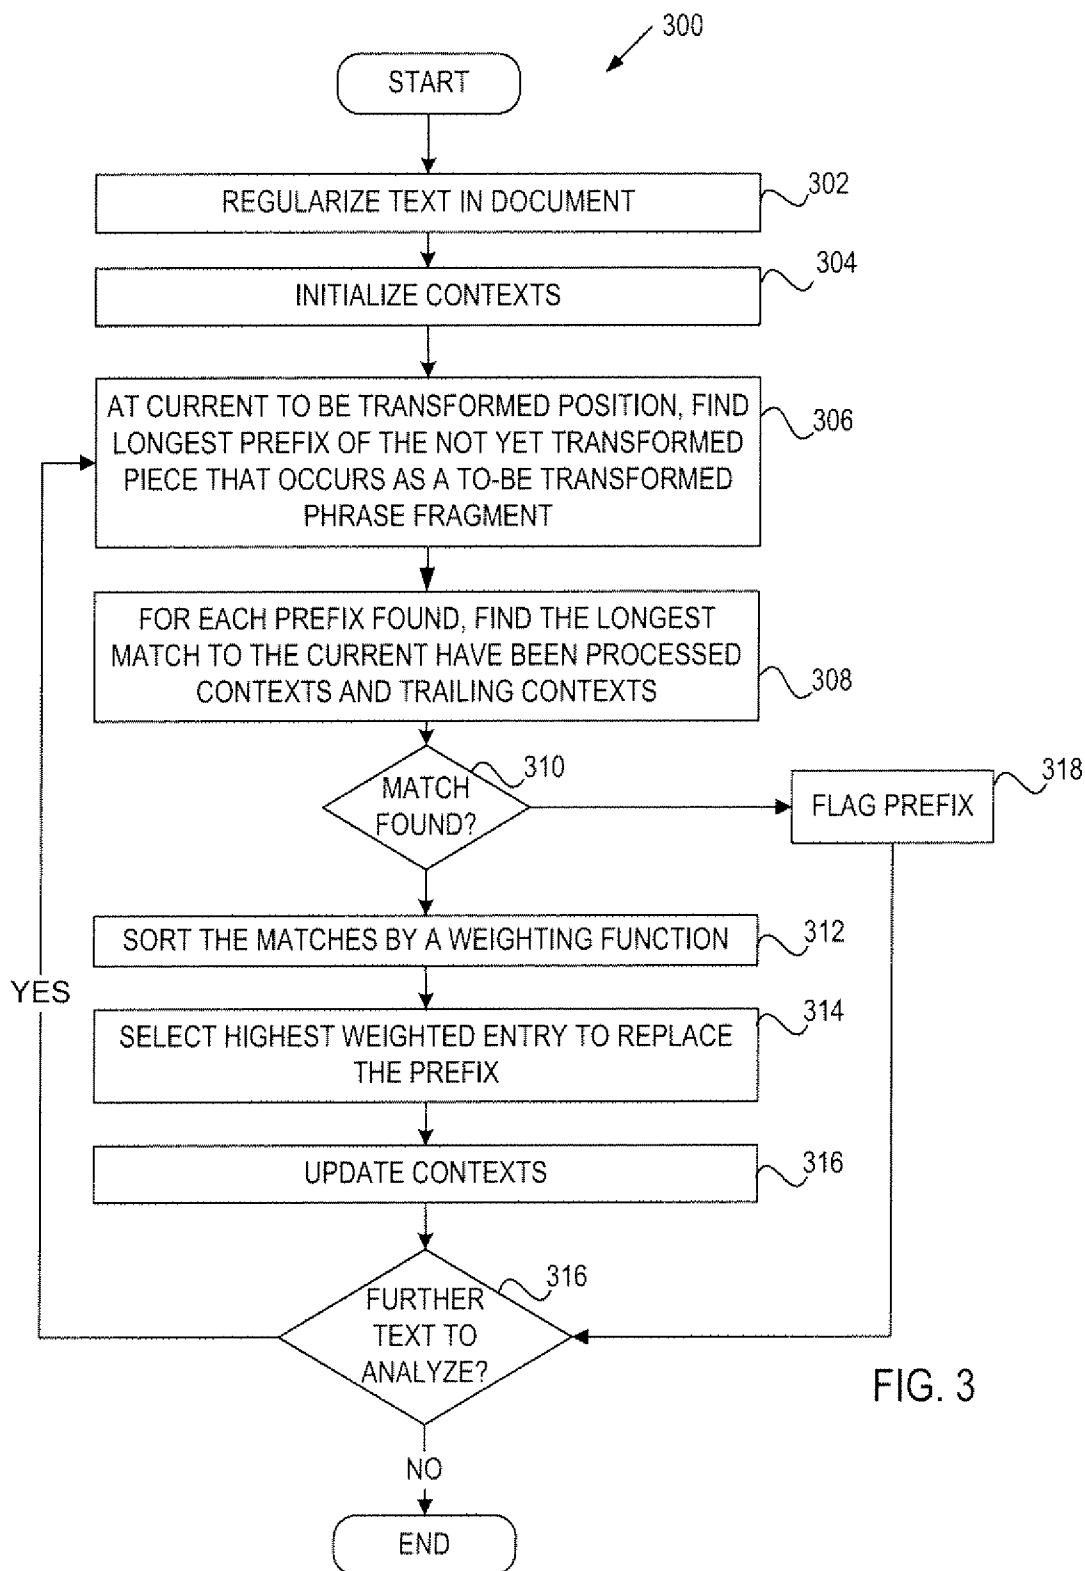 300
START
REGULARIZE TEXT IN DOCUMENT
302
INITIALIZE CONTEXTS
304
AT CURRENT TO BE TRANSFORMED POSITION, FIND
LONGEST PREFIX OF THE NOT YET TRANSFORMED
PIECE THAT OCCURS AS A TO-BE TRANSFORMED
PHRASE FRAGMENT
306
FOR EACH PREFIX FOUND, FIND THE LONGEST
MATCH TO THE CURRENT HAVE BEEN PROCESSED
CONTEXTS AND TRAILING CONTEXTS
308
MATCH
FOUND?
310
FLAG PREFIX
318
SORT THE MATCHES BY A WEIGHTING FUNCTION
312
YES
SELECT HIGHEST WEIGHTED ENTRY TO REPLACE
THE PREFIX
314
UPDATE CONTEXTS
316
FURTHER
TEXT TO
ANALYZE?
316
FIG. 3
NO
END